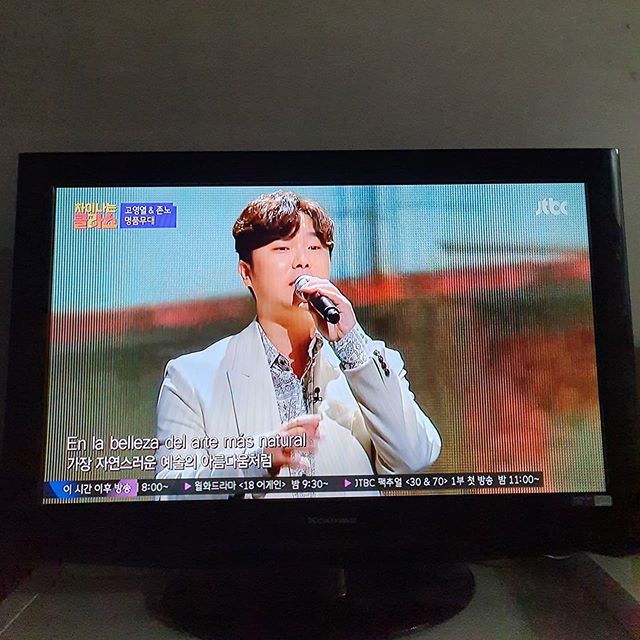 차이나는
클라스
고영열 & 존노
명품무대
jtbc
En la belleza del arte más natural
가장 자연스러운 예술의 아름다움처럼
이 시간 이후 방송 8:00~ ▶월화드라마 <18 어게인> 밤 9:30~ ▶JTBC 팩추얼 <30 & 70> 1부 첫 방송 밤 11:00~